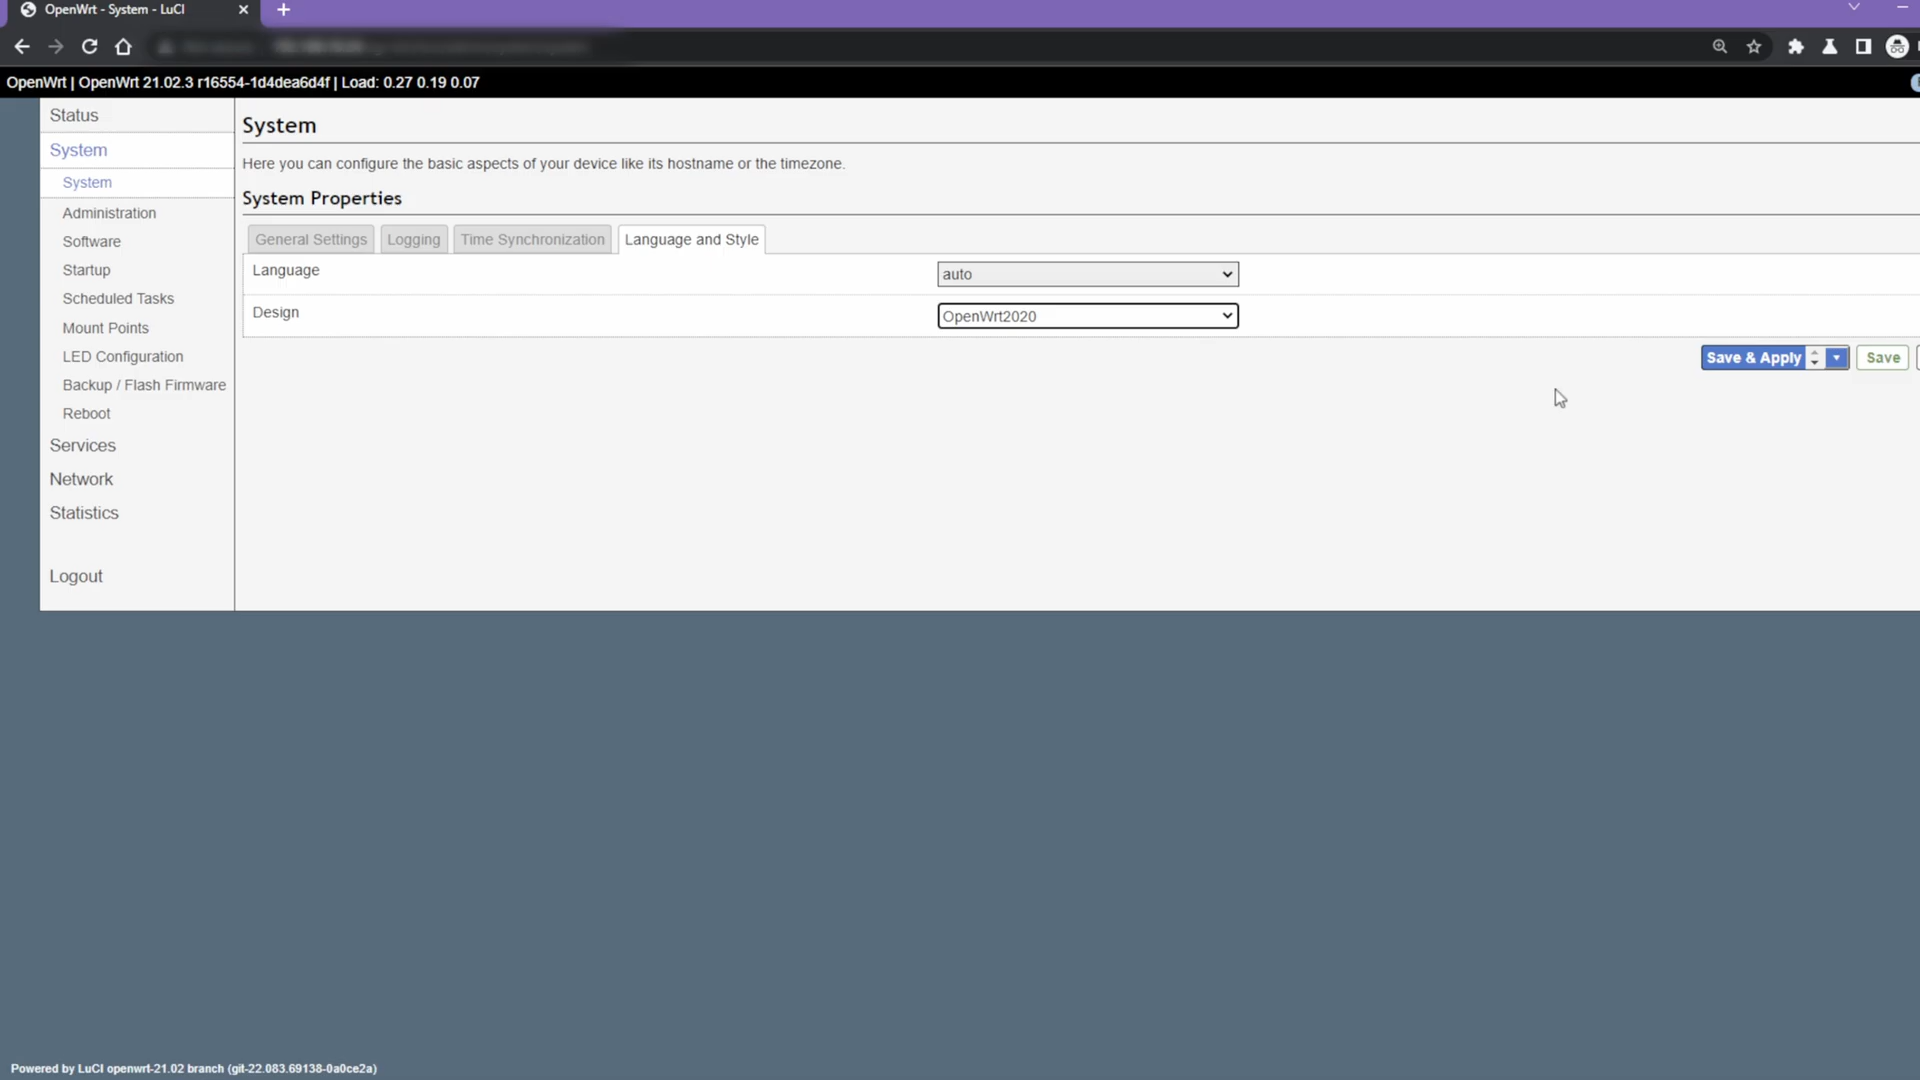 OpenWrt - System - LuCI
OpenWrt | OpenWrt 21.02.3 r16554-1d4dea6d4f | Load: 0.27 0.19 0.07
Status
System
System
Administration
Software
Startup
Scheduled Tasks
Mount Points
LED Configuration
Backup / Flash Firmware
Reboot
Services
Network
Statistics
Logout
System
Here you can configure the basic aspects of your device like its hostname or the timezone.
System Properties
General Settings Logging Time Synchronization Language and Style
Language auto
Design OpenWrt2020
Save & Apply Save
Powered by LuCI openwrt-21.02 branch (git-22.083.69138-0a0ce2a)